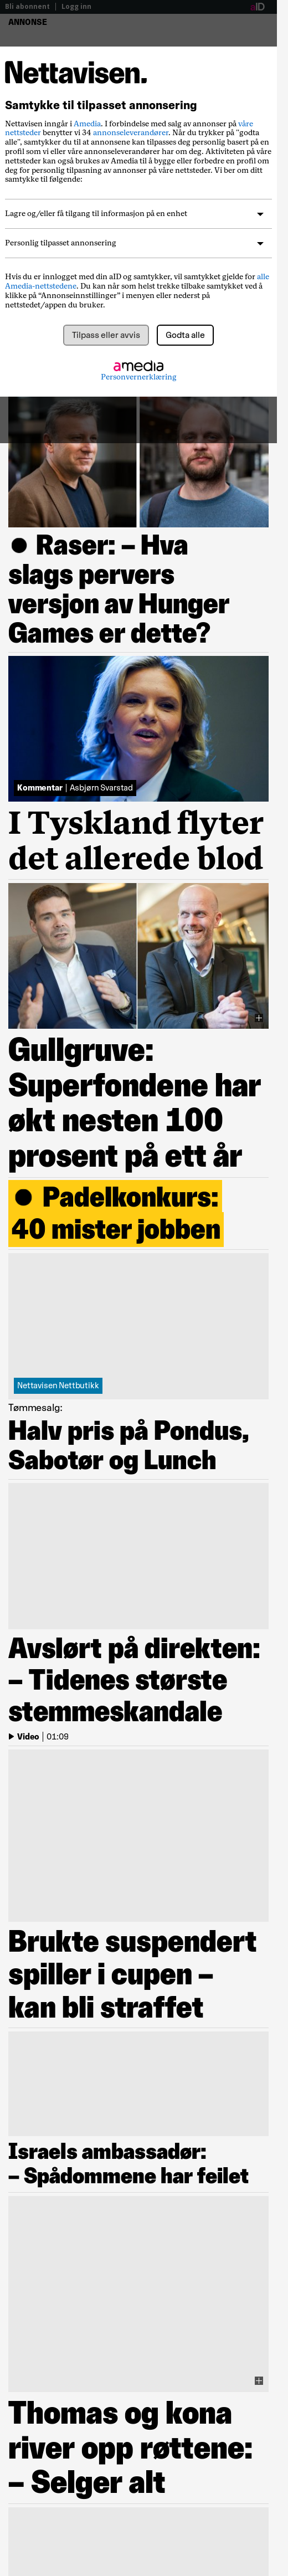 Bli abonnent | Logg inn
aID
ANNONSE
Nettavisen.
Samtykke til tilpasset annonsering
Nettavisen inngår i Amedia. I forbindelse med salg av annonser på våre
nettsteder benytter vi 34 annonseleverandører. Når du trykker på "godta
alle", samtykker du til at annonsene kan tilpasses deg personlig basert på en
profil som vi eller våre annonseleverandører har om deg. Aktiviteten på våre
nettsteder kan også brukes av Amedia til å bygge eller forbedre en profil om
deg for personlig tilpasning av annonser på våre nettsteder. Vi ber om ditt
samtykke til følgende:
Lagre og/eller få tilgang til informasjon på en enhet
Personlig tilpasset annonsering
Hvis du er innlogget med din aID og samtykker, vil samtykket gjelde for alle
Amedia-nettstedene. Du kan når som helst trekke tilbake samtykket ved å
klikke på “Annonseinnstillinger” i menyen eller nederst på
nettstedet/appen du bruker.
Tilpass eller avvis
Godta alle
amedia
Personvernerklæring
● Raser: – Hva
slags pervers
versjon av Hunger
Games er dette?
Kommentar | Asbjørn Svarstad
I Tyskland flyter
det allerede blod
Gullgruve:
Superfondene har
økt nesten 100
prosent på ett år
● Padelkonkurs:
40 mister jobben
Nettavisen Nettbutikk
Tømmesalg:
Halv pris på Pondus,
Sabotør og Lunch
Avslørt på direkten:
– Tidenes største
stemmeskandale
Video | 01:09
Brukte suspendert
spiller i cupen –
kan bli straffet
Israels ambassadør:
– Spådommene har feilet
Thomas og kona
river opp røttene:
– Selger alt